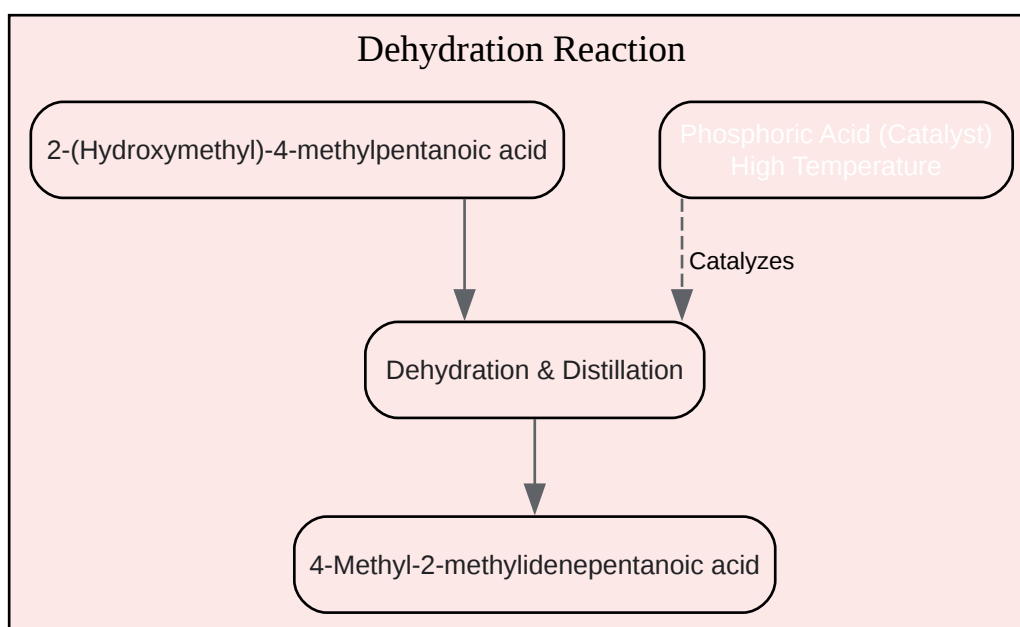 Dehydration Reaction
2-(Hydroxymethyl)-4-methylpentanoic acid
Phosphoric Acid (Catalyst)
High Temperature
Catalyzes
Dehydration & Distillation
4-Methyl-2-methylidenepentanoic acid